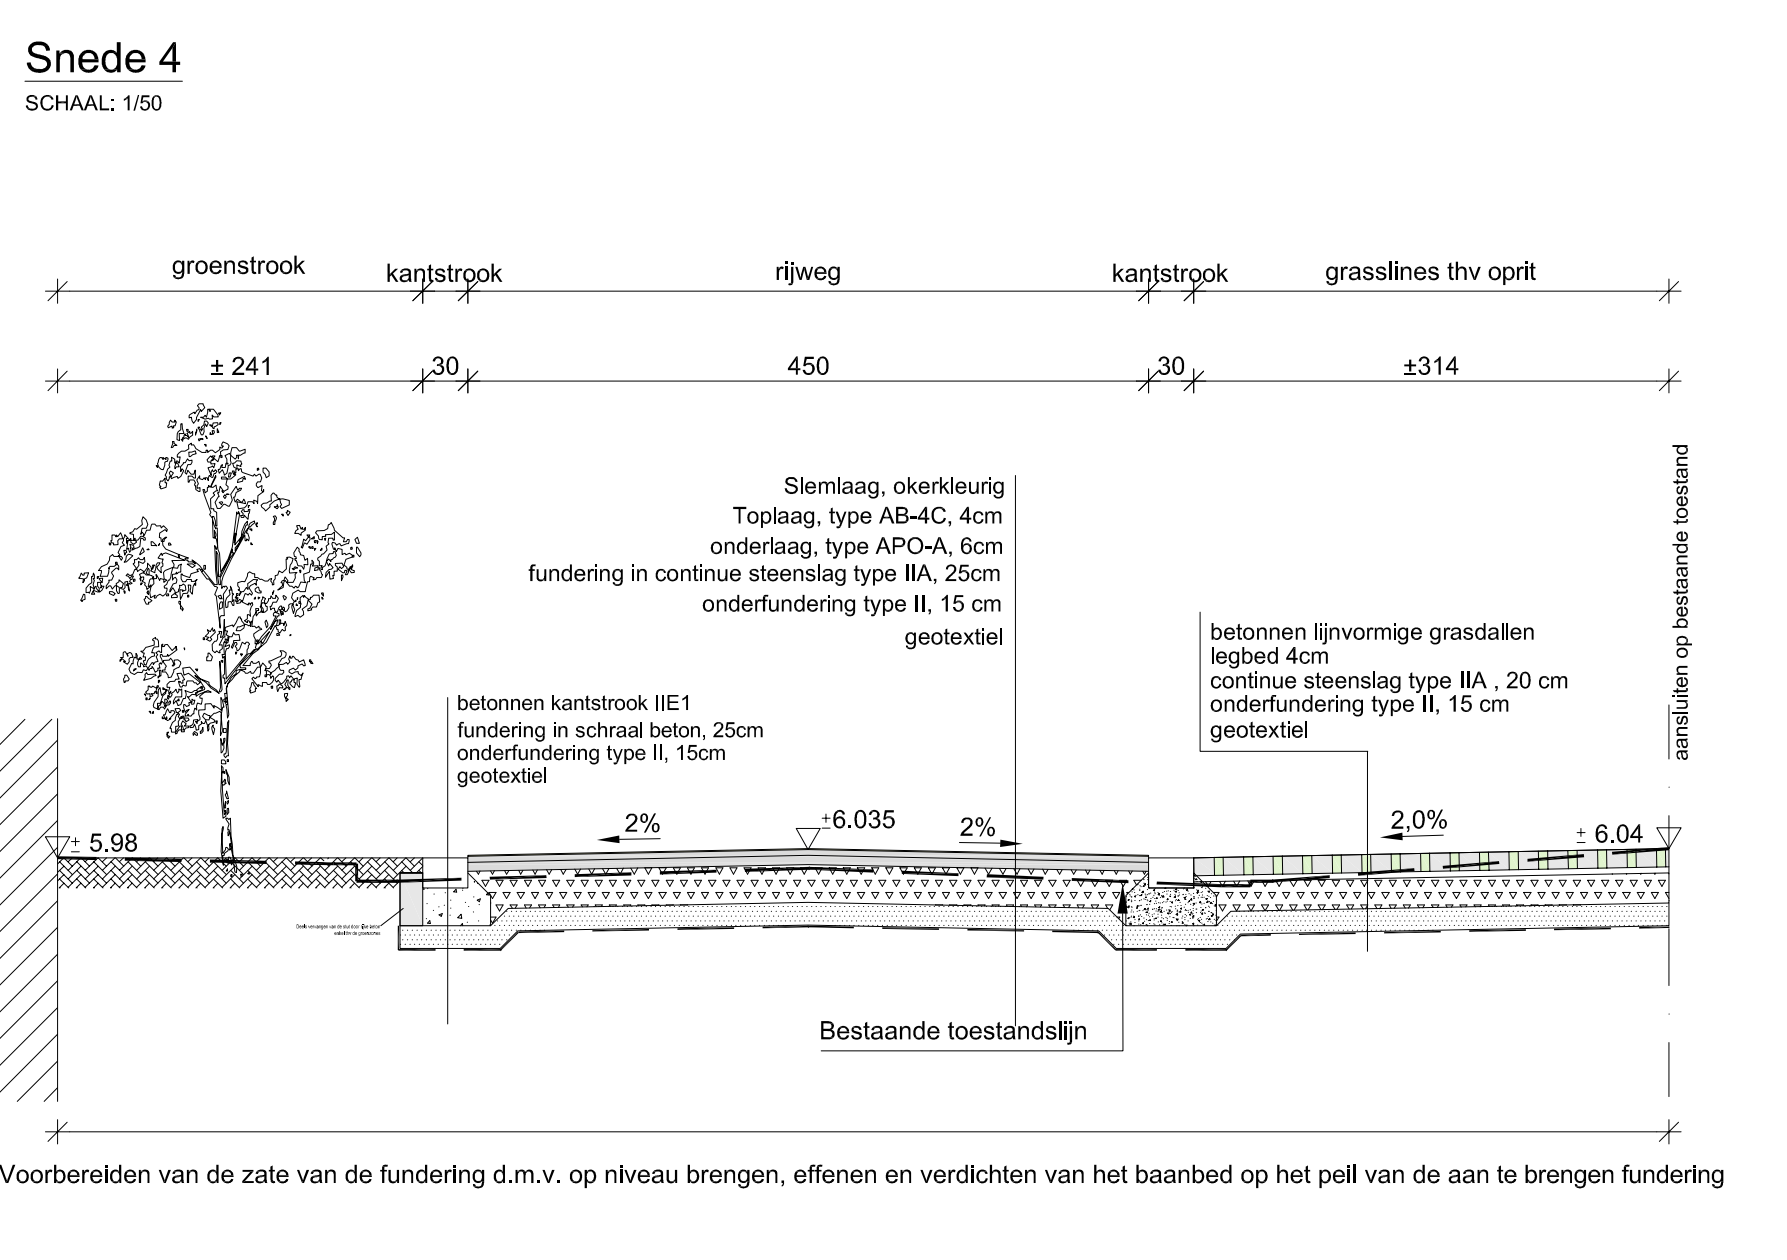 Snede 4
SCHAAL: 1/50
groenstrook
kantstrook
rijweg
kantstrook
grasslines thv oprit
± 241
30
450
30
±314
aansluiten op bestaande toestand
Slemlaag, okerkleurig
Toplaag, type AB-4C, 4cm
onderlaag, type APO-A, 6cm
fundering in continue steenslag type IIA, 25cm
onderfundering type II, 15 cm
geotextiel
betonnen lijnvormige grasdallen
legbed 4cm
continue steenslag type IIA , 20 cm
onderfundering type II, 15 cm
geotextiel
betonnen kantstrook IIE1
fundering in schraal beton, 25cm
onderfundering type II, 15cm
geotextiel
± 5.98
2%
±6.035
2%
2,0%
± 6.04
Bestaande toestandslijn
Voorbereiden van de zate van de fundering d.m.v. op niveau brengen, effenen en verdichten van het baanbed op het peil van de aan te brengen fundering